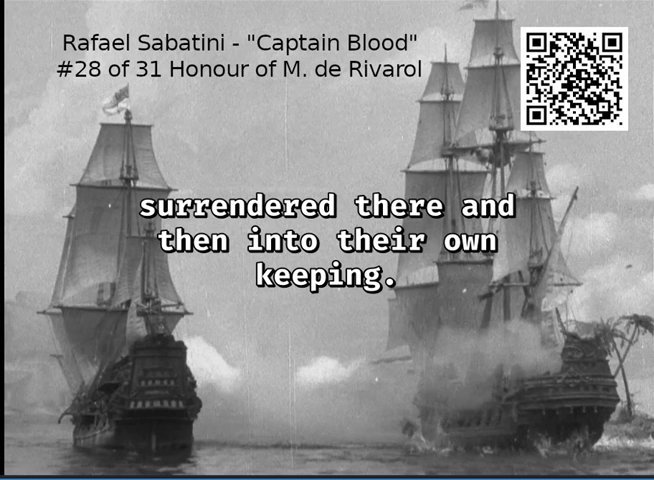 Rafael Sabatini - "Captain Blood"
#28 of 31 Honour of M. de Rivarol
surrendered there and
then into their own
keeping.